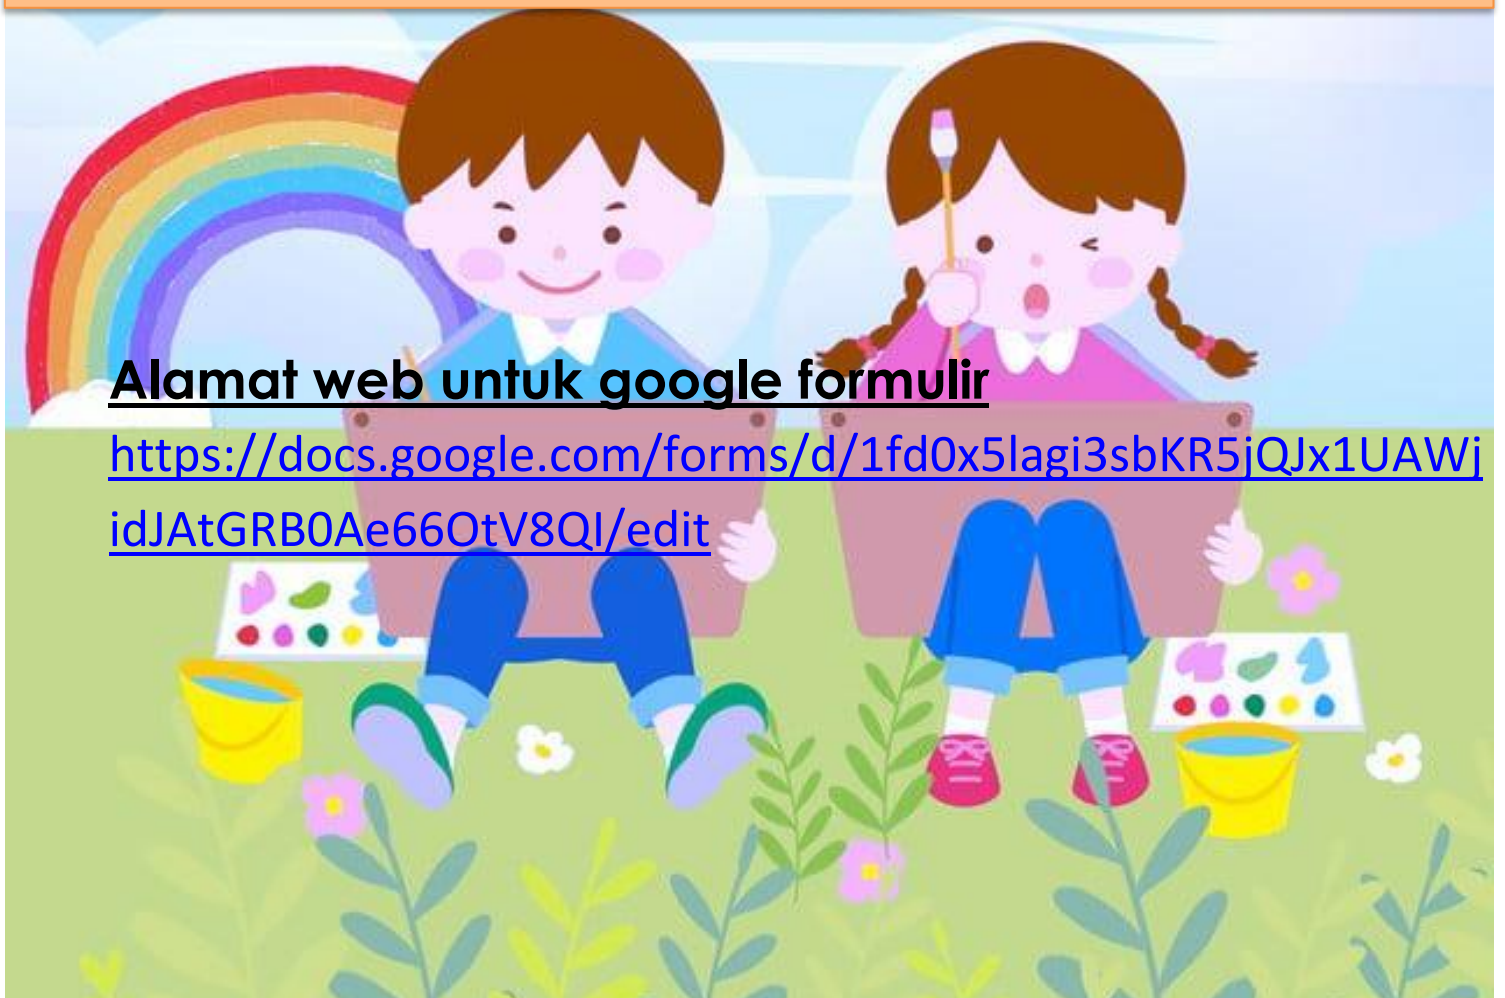 Alamat web untuk google formulir
https://docs.google.com/forms/d/1fd0x5lagi3sbKR5jQJx1UAWj
idJAtGRB0Ae66OtV8QI/edit